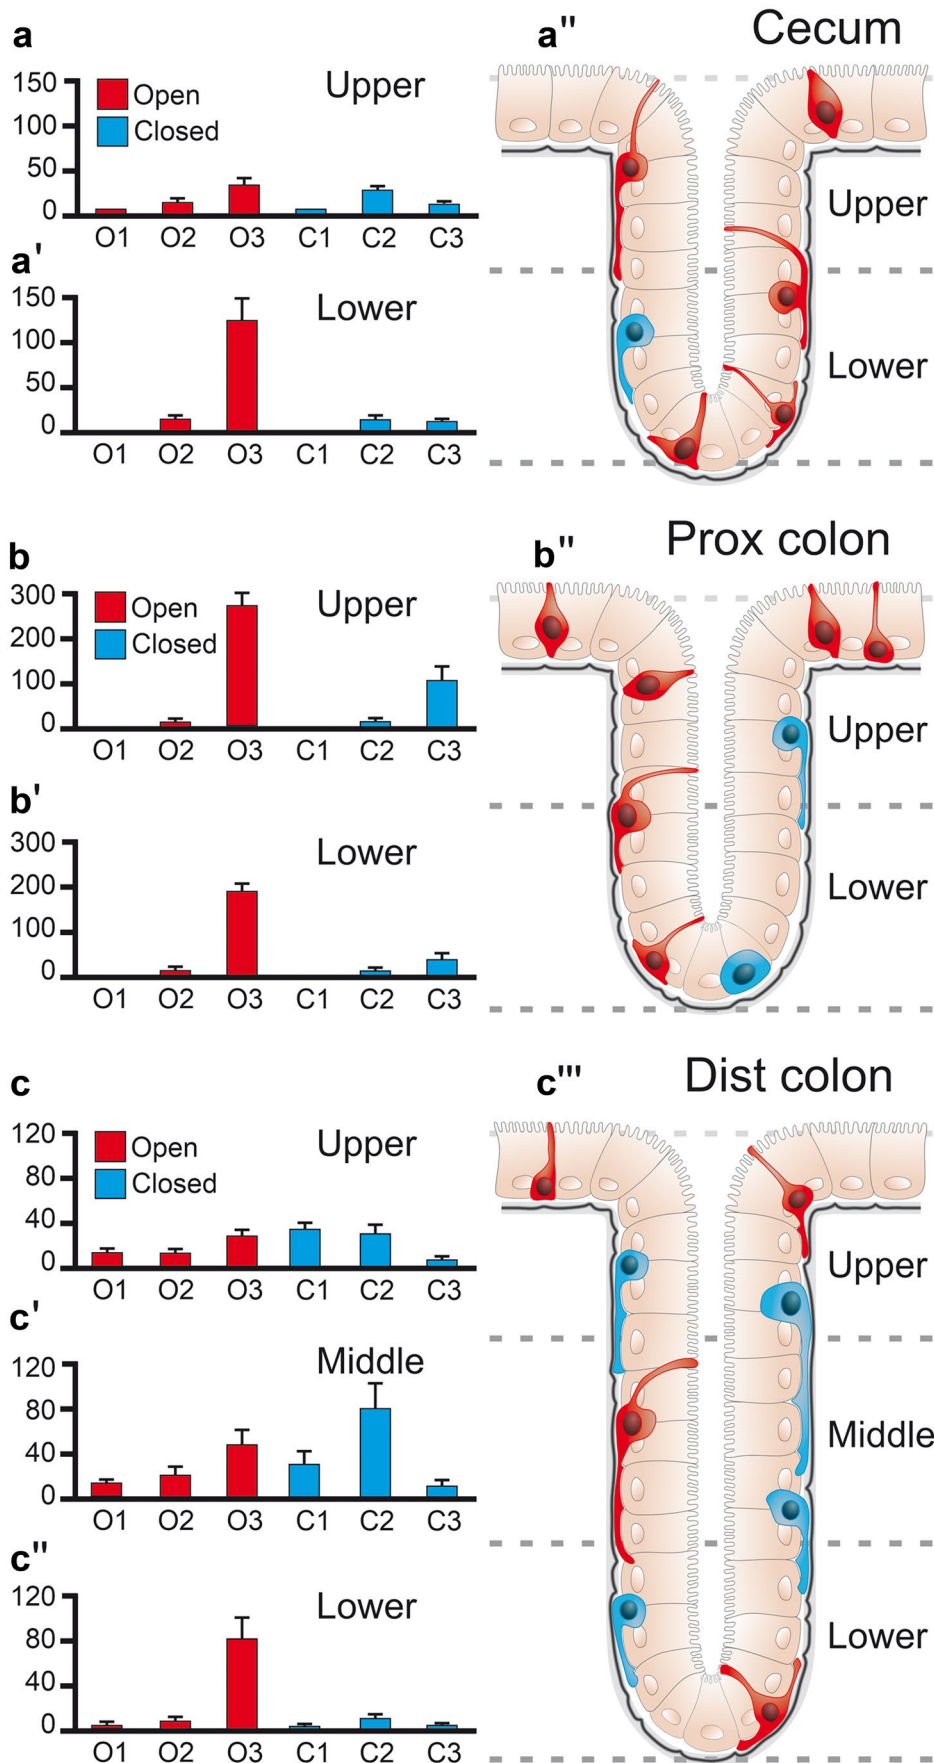 a
a"
Cecum
150
100
50
0
Open
Closed
Upper
O1 O2 O3 C1 C2 C3
Upper
a'
150
100
50
0
Lower
O1 O2 O3 C1 C2 C3
Lower
b
b"
Prox colon
300
200
100
0
Open
Closed
Upper
O1 O2 O3 C1 C2 C3
Upper
b'
300
200
100
0
Lower
O1 O2 O3 C1 C2 C3
Lower
c
c'''
Dist colon
120
80
40
0
Open
Closed
Upper
O1 O2 O3 C1 C2 C3
Upper
c'
120
80
40
0
Middle
O1 O2 O3 C1 C2 C3
Middle
c"
120
80
40
0
Lower
O1 O2 O3 C1 C2 C3
Lower